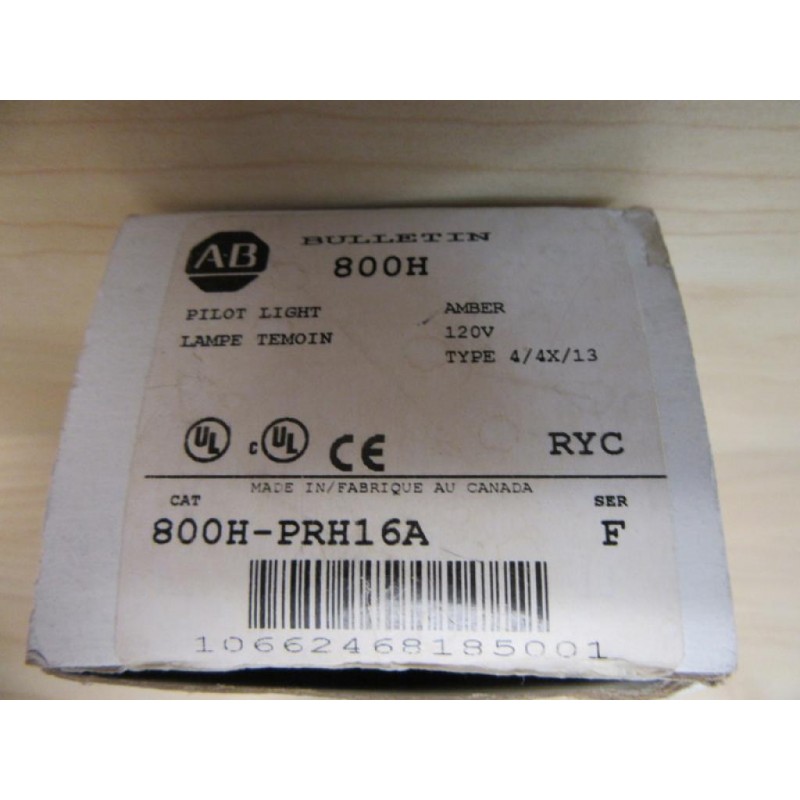 AB
BULLETIN
800H
PILOT LIGHT
LAMPE TEMOIN
AMBER
120V
TYPE 4/4X/13
UL
c UL
CE
RYC
MADE IN/FABRIQUE AU CANADA
CAT
800H-PRH16A
SER
F
10662468185001